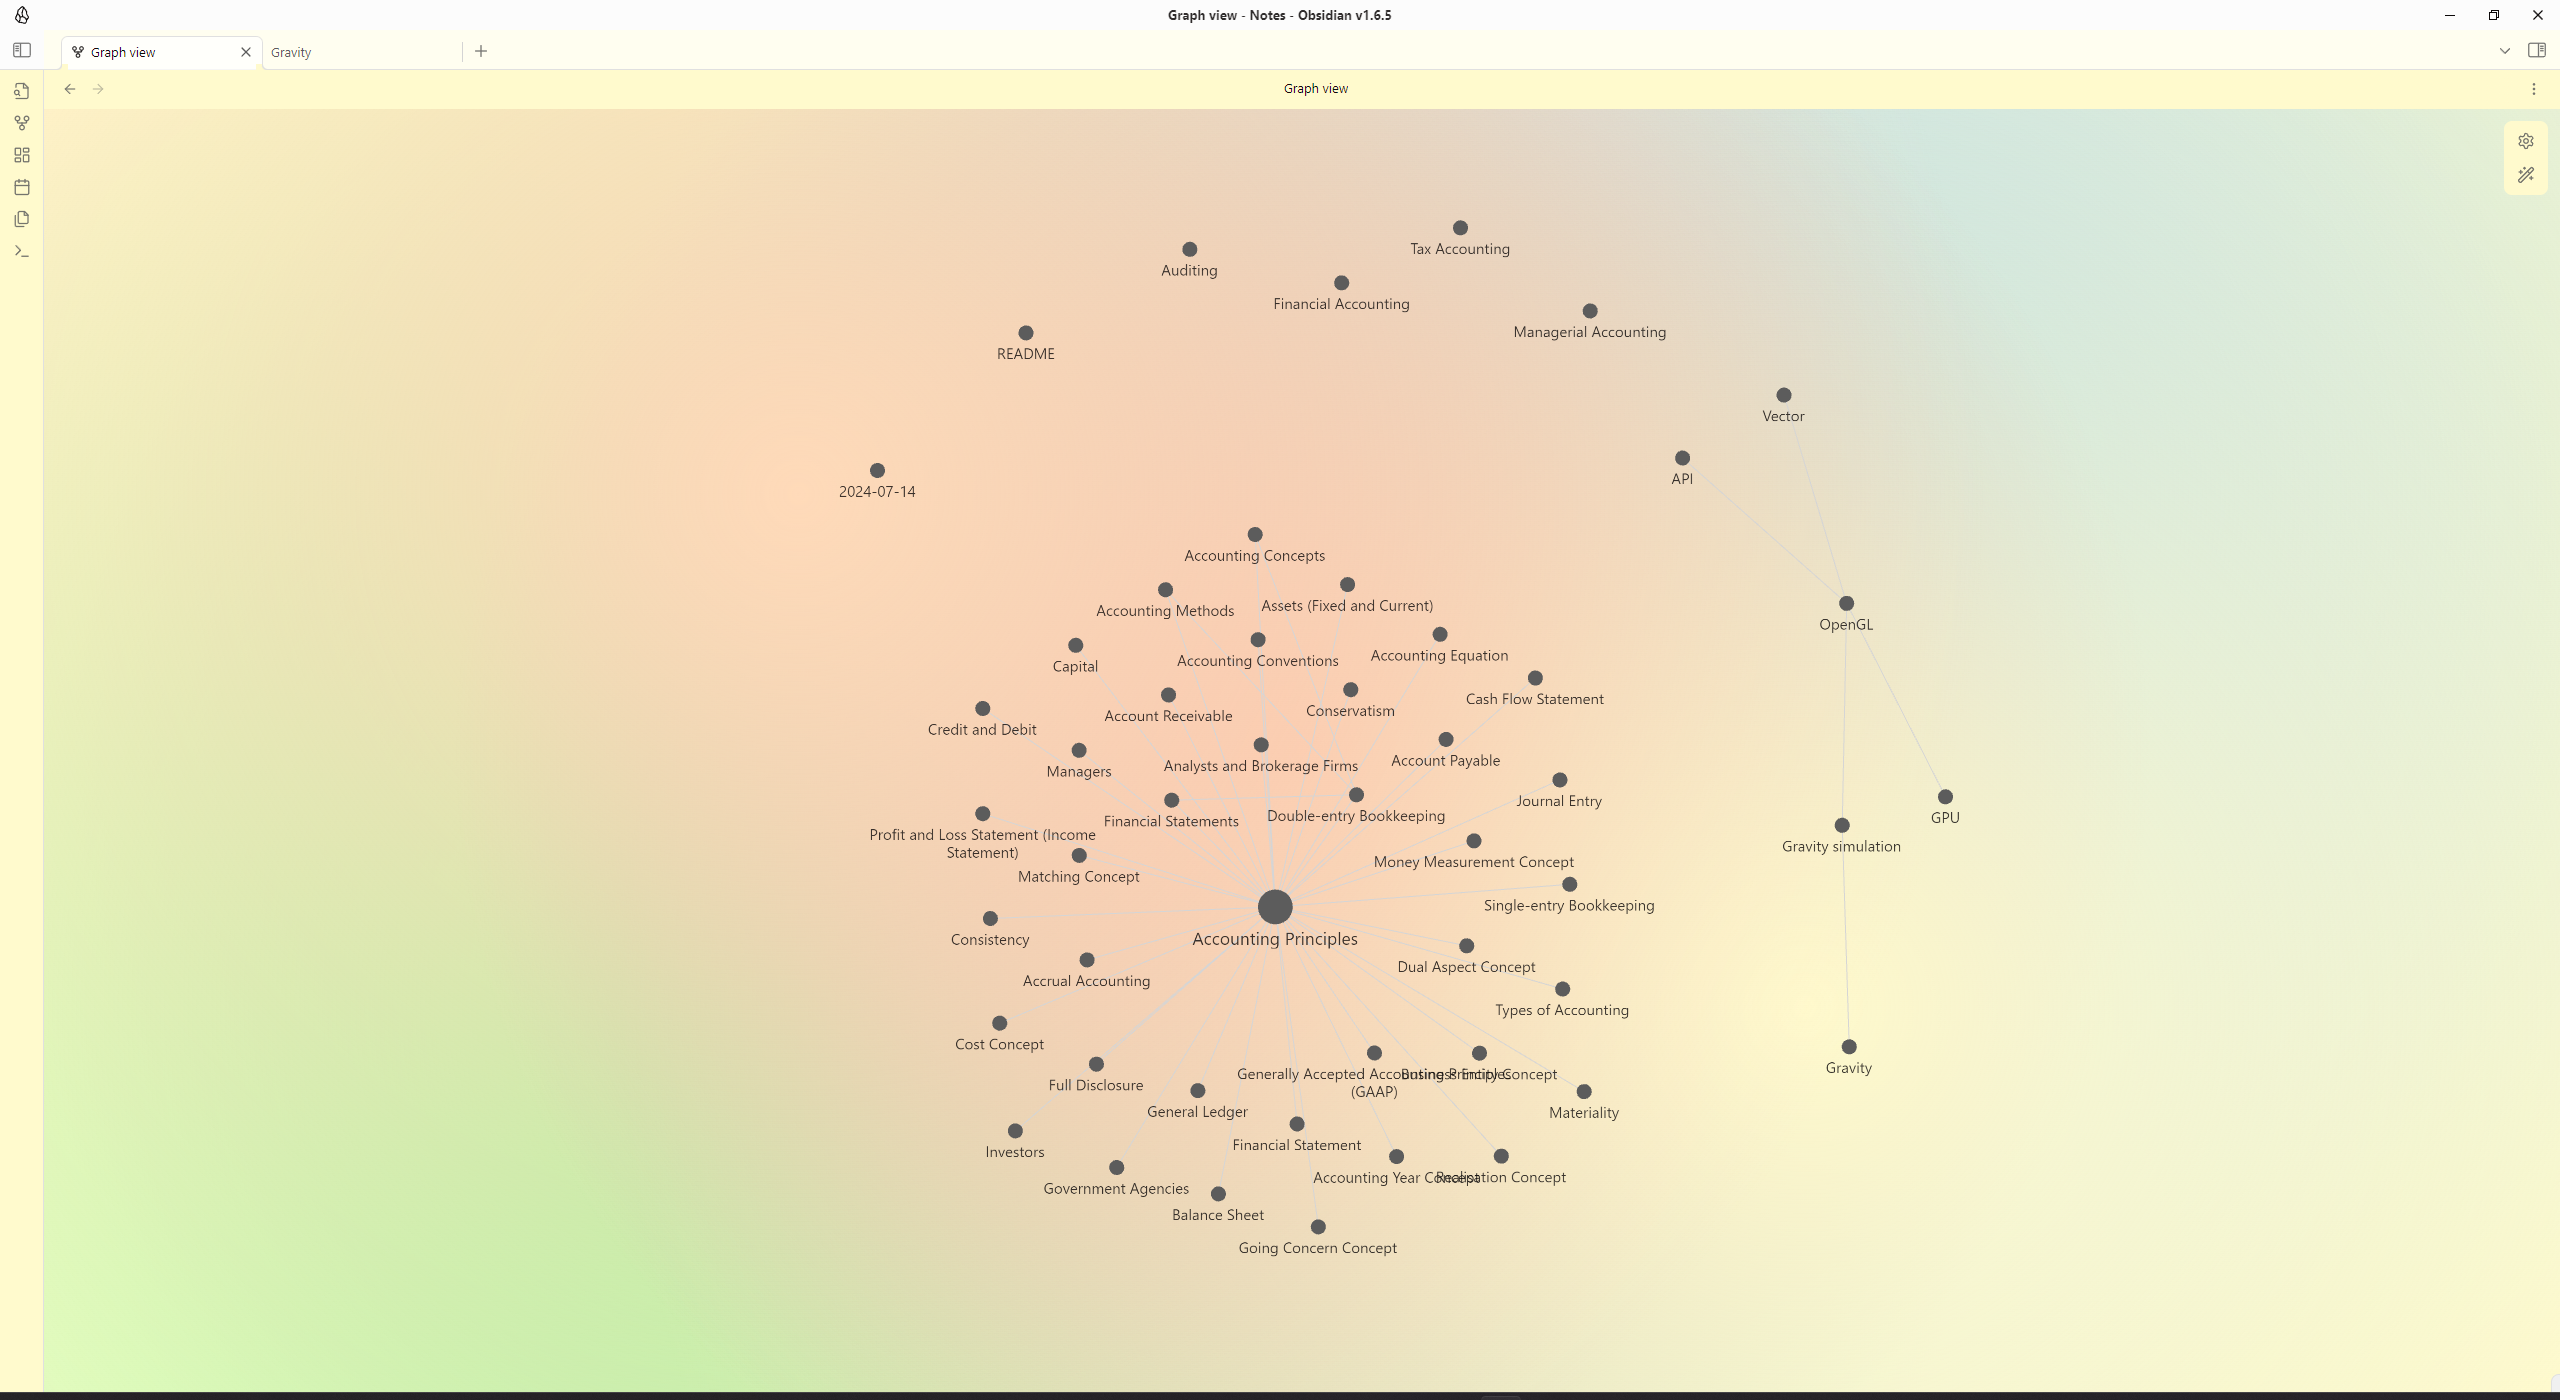 Graph view - Notes - Obsidian v1.6.5
Graph view
Gravity
Graph view
Tax Accounting
Auditing
Financial Accounting
Managerial Accounting
README
Vector
API
2024-07-14
Accounting Concepts
Accounting Methods
Assets (Fixed and Current)
Capital
Accounting Conventions
Accounting Equation
Cash Flow Statement
Credit and Debit
Account Receivable
Conservatism
OpenGL
Managers
Analysts and Brokerage Firms
Account Payable
Journal Entry
Profit and Loss Statement (Income
Statement)
Financial Statements
Double-entry Bookkeeping
GPU
Gravity simulation
Matching Concept
Money Measurement Concept
Single-entry Bookkeeping
Consistency
Accounting Principles
Accrual Accounting
Dual Aspect Concept
Types of Accounting
Cost Concept
Full Disclosure
Generally Accepted Accounting Principles
(GAAP)
Business Entity Concept
Gravity
General Ledger
Materiality
Investors
Financial Statement
Government Agencies
Accounting Year Concept
Realisation Concept
Balance Sheet
Going Concern Concept